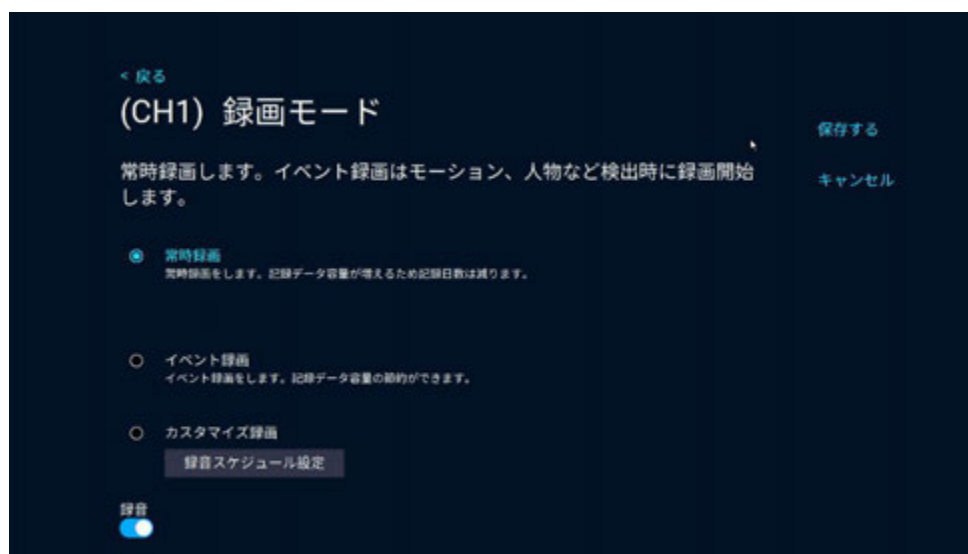 < 戻る
(CH1) 録画モード
保存する
常時録画します。イベント録画はモーション、人物など検出時に録画開始
します。
キャンセル
常時録画
常時録画をします。記録データ容量が増えるため記録日数は減ります。
イベント録画
イベント録画をします。記録データ容量の節約ができます。
カスタマイズ録画
録音スケジュール設定
録音